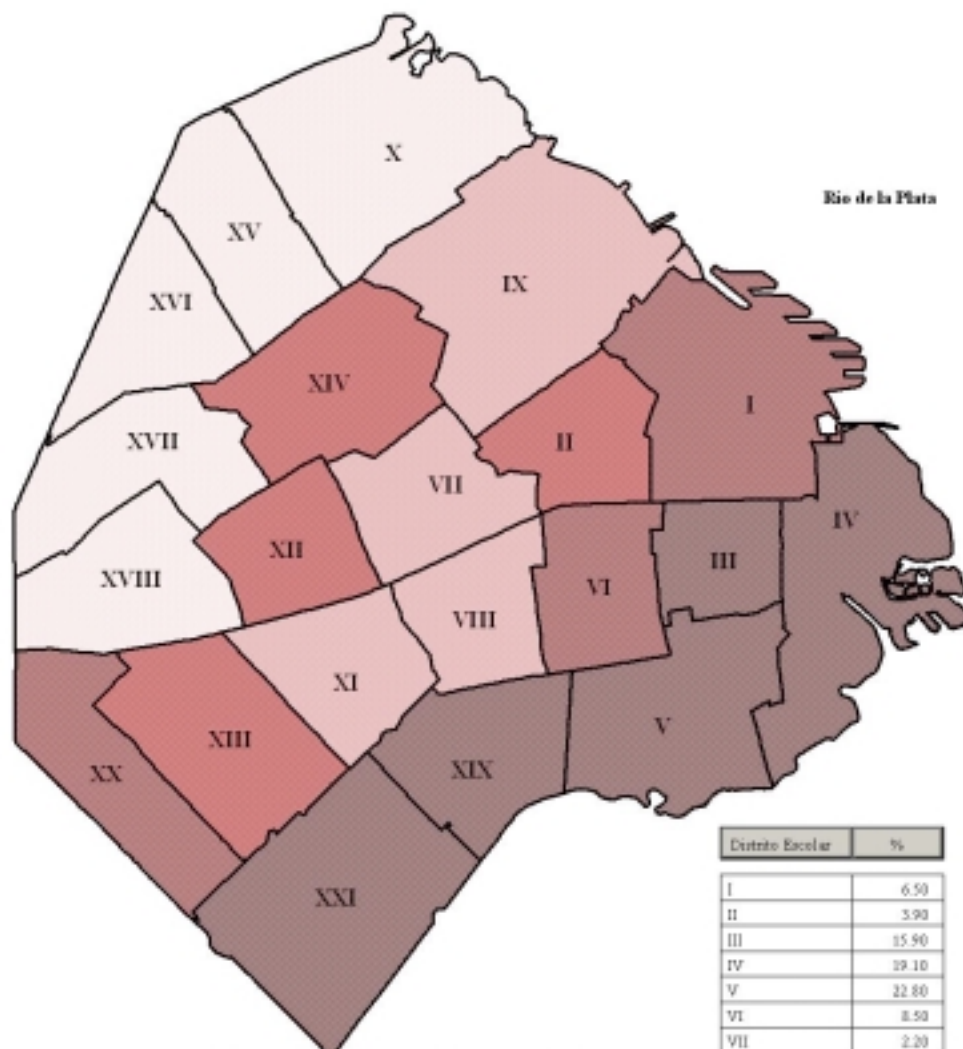 X
Rio de la Plata
XV
IX
XVI
XIV
I
XVII
II
VII
IV
XII
III
XVIII
VI
VIII
XI
V
XIII
XIX
XX
XXI
Distrito Escolar %
I 6.50
II 3.90
III 15.90
IV 19.10
V 22.80
VI 8.50
VII 2.20